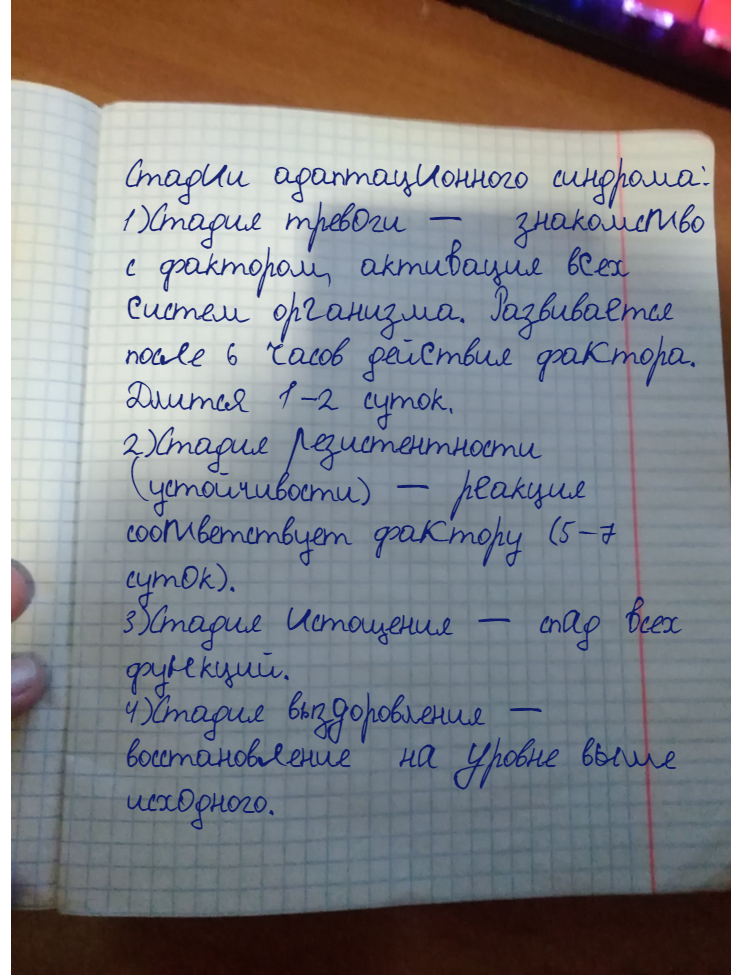 Стадии адаптационного синдрома:
1) Стадия тревоги — знакомство
с фактором, активация всех
систем организма. Развивается
после 6 часов действия фактора.
Длится 1-2 суток.
2) Стадия резистентности
(устойчивости) — реакция
соответствует фактору (5-7
суток).
3) Стадия истощения — спад всех
функций.
4) Стадия выздоровления —
восстановление на уровне выше
исходного.